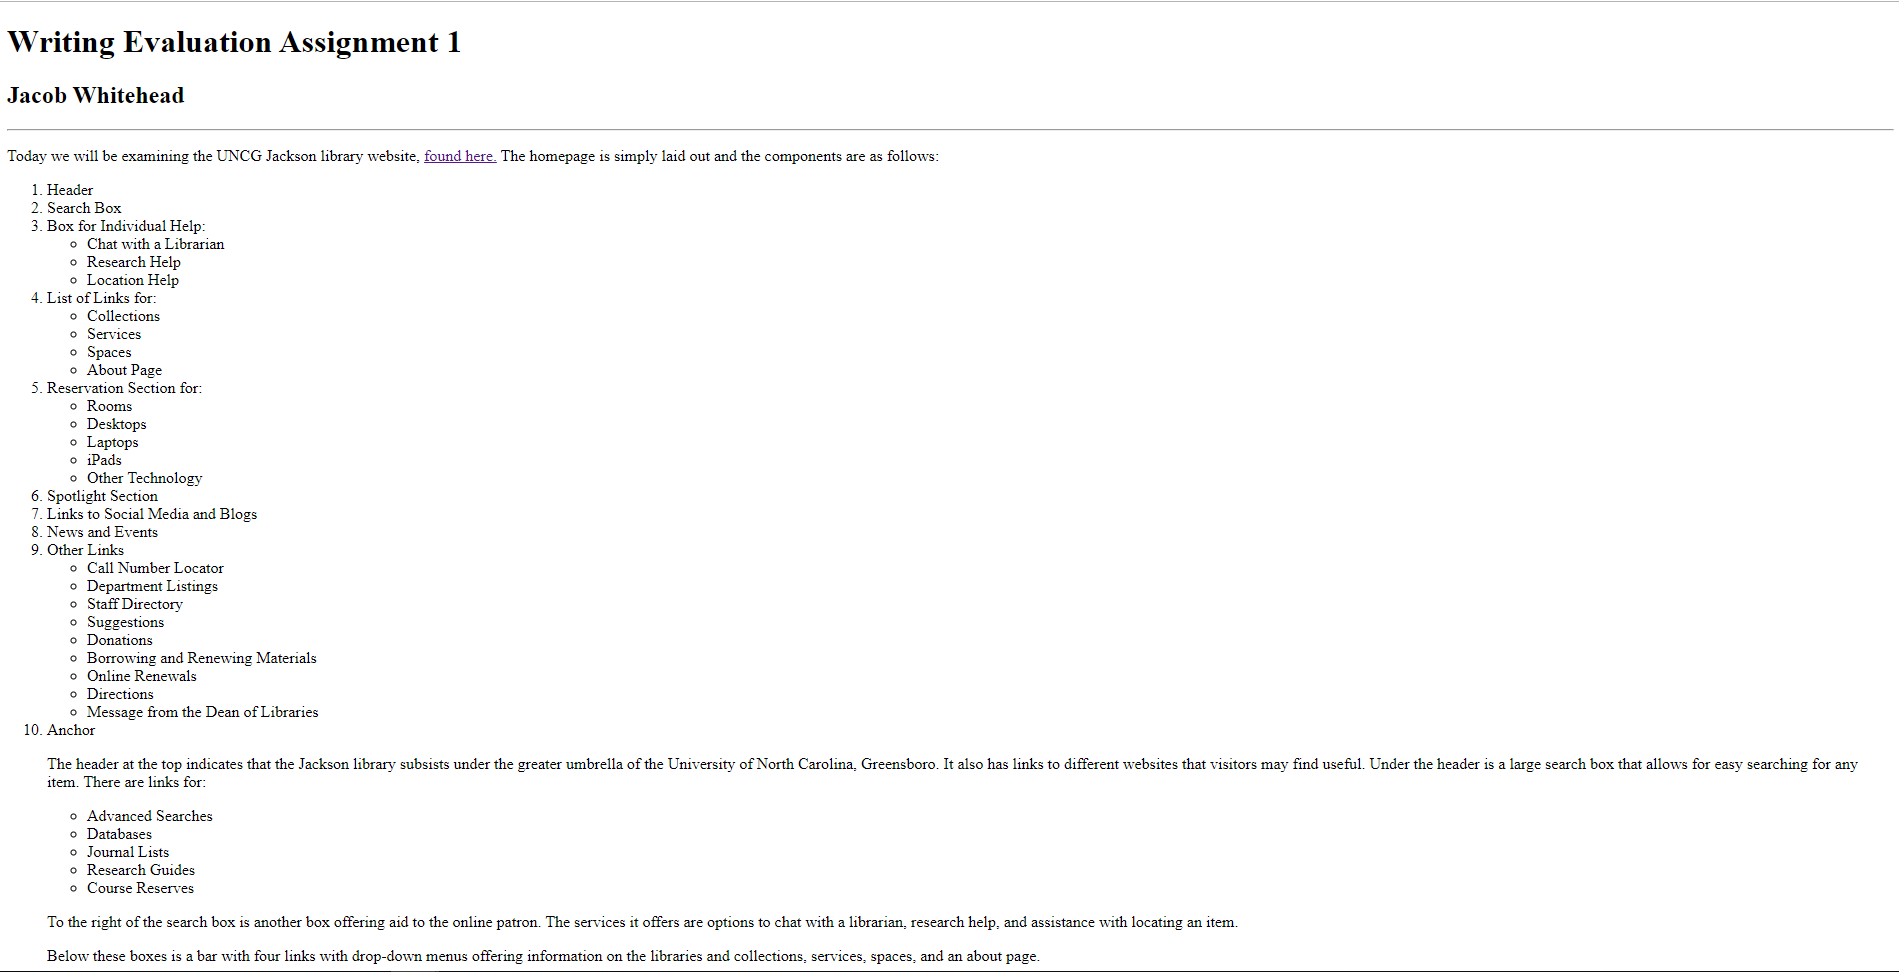 Writing Evaluation Assignment 1
Jacob Whitehead
Today we will be examining the UNCG Jackson library website, found here. The homepage is simply laid out and the components are as follows:
1. Header
2. Search Box
3. Box for Individual Help:
Chat with a Librarian
Research Help
Location Help
4. List of Links for:
Collections
Services
Spaces
About Page
5. Reservation Section for:
Rooms
Desktops
Laptops
iPads
Other Technology
6. Spotlight Section
7. Links to Social Media and Blogs
8. News and Events
9. Other Links
Call Number Locator
Department Listings
Staff Directory
Suggestions
Donations
Borrowing and Renewing Materials
Online Renewals
Directions
Message from the Dean of Libraries
10. Anchor
The header at the top indicates that the Jackson library subsists under the greater umbrella of the University of North Carolina, Greensboro. It also has links to different websites that visitors may find useful. Under the header is a large search box that allows for easy searching for any
item. There are links for:
Advanced Searches
Databases
Journal Lists
Research Guides
Course Reserves
To the right of the search box is another box offering aid to the online patron. The services it offers are options to chat with a librarian, research help, and assistance with locating an item.
Below these boxes is a bar with four links with drop-down menus offering information on the libraries and collections, services, spaces, and an about page.